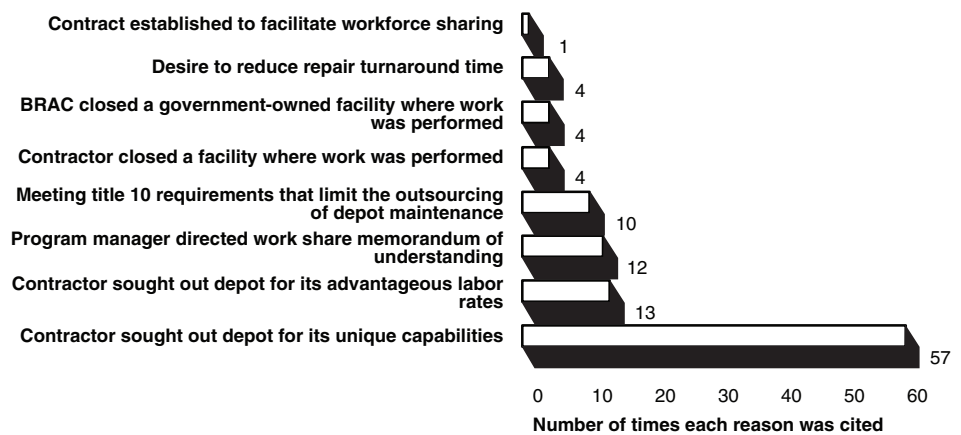 Contract established to facilitate workforce sharing
1
Desire to reduce repair turnaround time
4
BRAC closed a government-owned facility where work
was performed
4
Contractor closed a facility where work was performed
4
Meeting title 10 requirements that limit the outsourcing
of depot maintenance
10
Program manager directed work share memorandum of
understanding
12
Contractor sought out depot for its advantageous labor
rates
13
Contractor sought out depot for its unique capabilities
57
0 10 20 30 40 50 60
Number of times each reason was cited